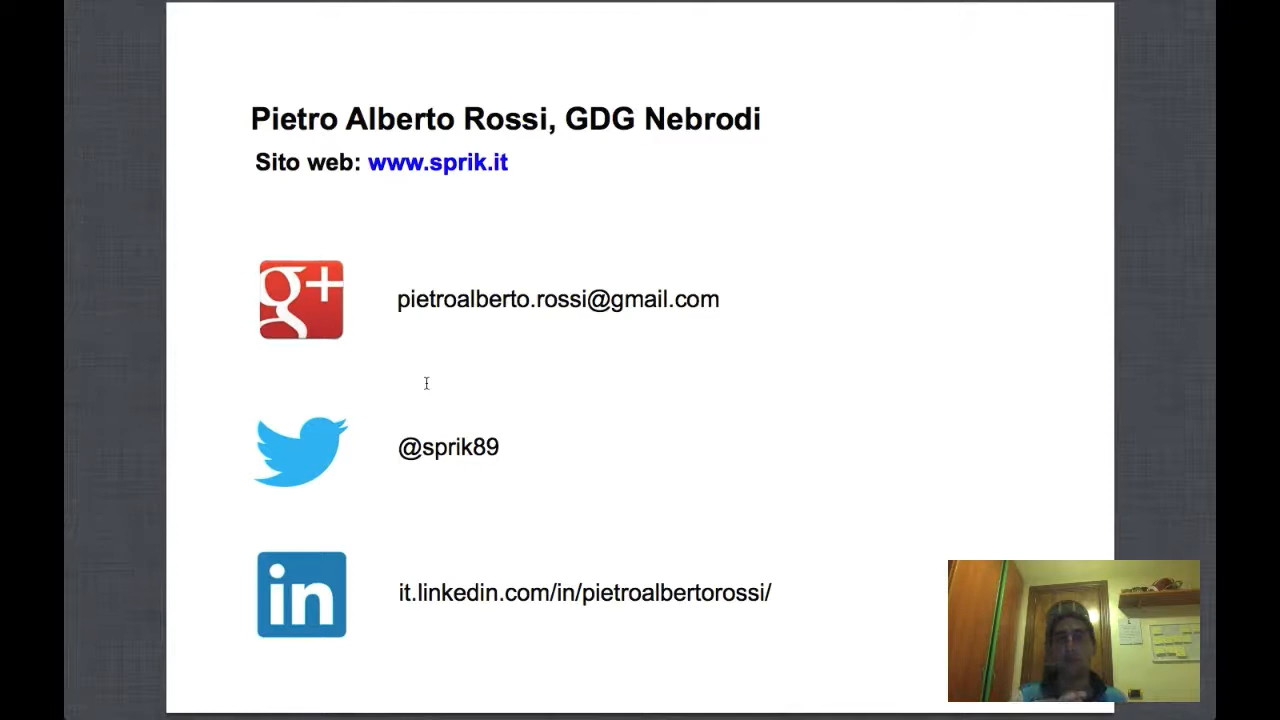 Pietro Alberto Rossi, GDG Nebrodi
Sito web: www.sprik.it
g+ pietroalberto.rossi@gmail.com
@sprik89
in it.linkedin.com/in/pietroalbertorossi/